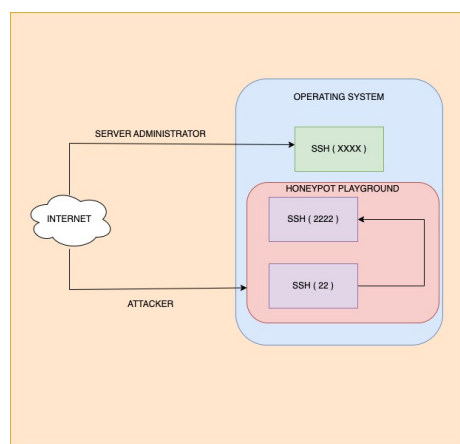 OPERATING SYSTEM
SERVER ADMINISTRATOR
SSH ( XXXX )
HONEYPOT PLAYGROUND
INTERNET
SSH ( 2222 )
SSH ( 22 )
ATTACKER